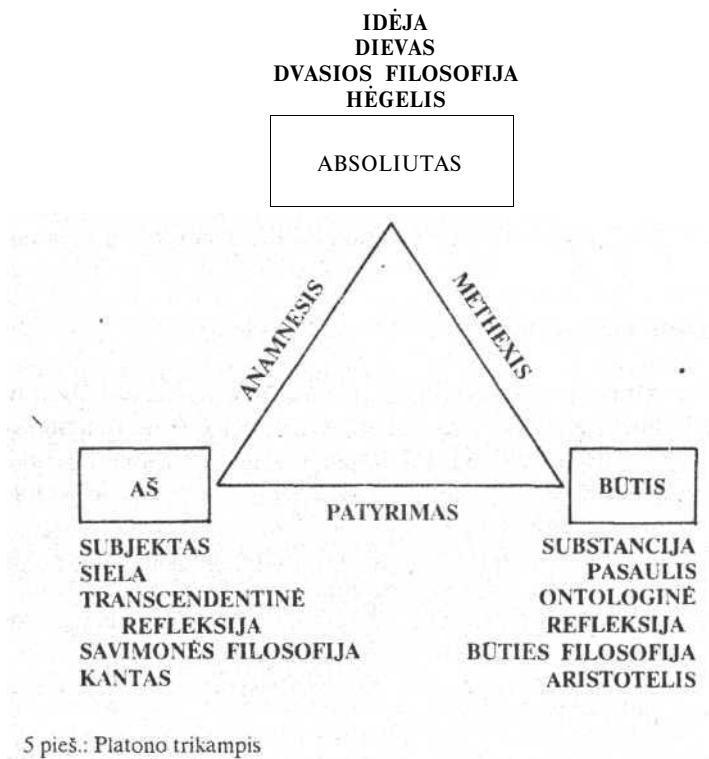 IDĖJA
DIEVAS
DVASIOS FILOSOFIJA
HĖGELIS
ABSOLIUTAS
ANAMNESIS
METHEXIS
AŠ
BŪTIS
PATYRIMAS
SUBJEKTAS
SIELA
TRANSCENDENTINĖ
REFLEKSIJA
SAVIMONĖS FILOSOFIJA
KANTAS
SUBSTANCIJA
PASAULIS
ONTOLOGINĖ
REFLEKSIJA
BŪTIES FILOSOFIJA
ARISTOTELIS
5 pieš.: Platono trikampis